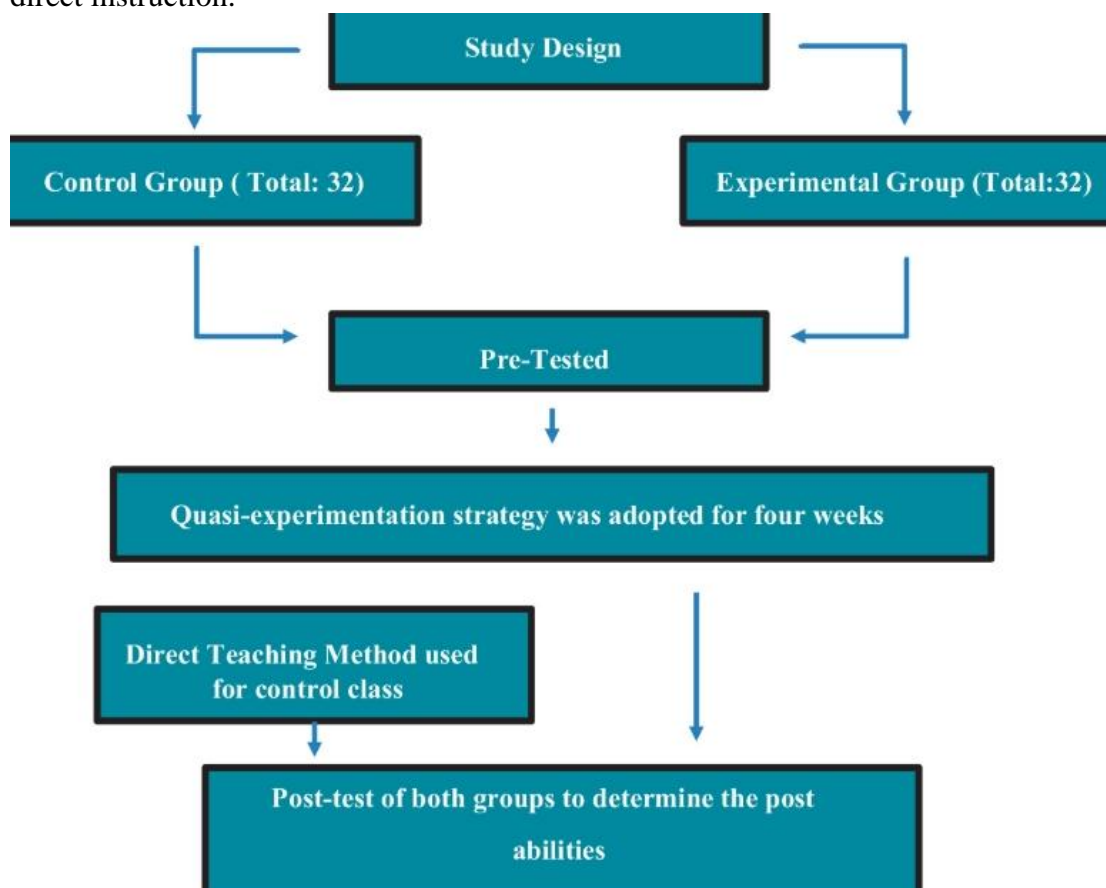 direct instruction.
Study Design
Control Group ( Total: 32)
Experimental Group (Total:32)
Pre-Tested
Quasi-experimentation strategy was adopted for four weeks
Direct Teaching Method used
for control class
Post-test of both groups to determine the post
abilities